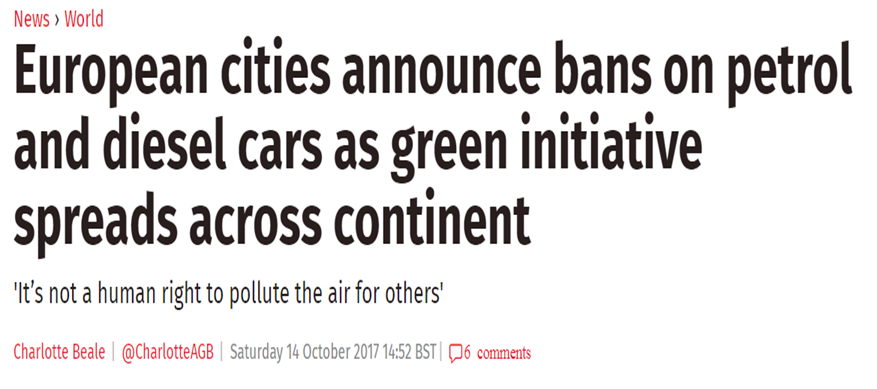 News › World
European cities announce bans on petrol
and diesel cars as green initiative
spreads across continent
'It’s not a human right to pollute the air for others'
Charlotte Beale | @CharlotteAGB | Saturday 14 October 2017 14:52 BST | 6 comments